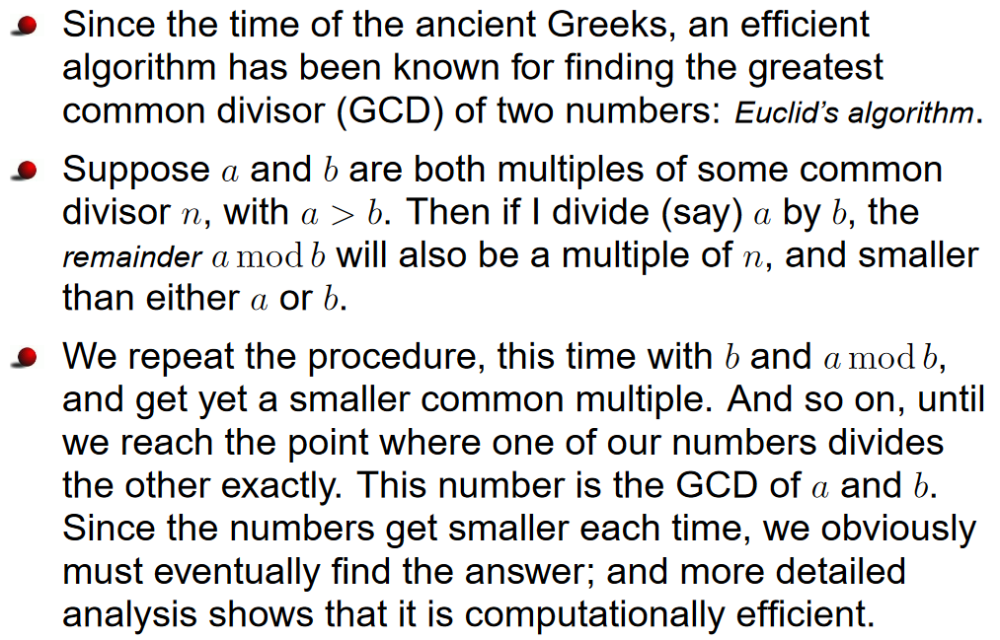 Since the time of the ancient Greeks, an efficient
algorithm has been known for finding the greatest
common divisor (GCD) of two numbers: Euclid's algorithm.
Suppose a and b are both multiples of some common
divisor n, with a > b. Then if I divide (say) a by b, the
remainder a mod b will also be a multiple of n, and smaller
than either a or b.
We repeat the procedure, this time with b and a mod b,
and get yet a smaller common multiple. And so on, until
we reach the point where one of our numbers divides
the other exactly. This number is the GCD of a and b.
Since the numbers get smaller each time, we obviously
must eventually find the answer; and more detailed
analysis shows that it is computationally efficient.